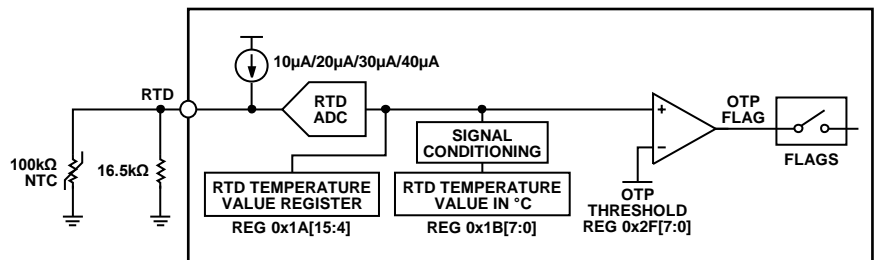 10µA/20µA/30µA/40µA
RTD
RTD
ADC
+
−
OTP
FLAG
FLAGS
SIGNAL
CONDITIONING
100kΩ
NTC
16.5kΩ
RTD TEMPERATURE
VALUE REGISTER
REG 0x1A[15:4]
RTD TEMPERATURE
VALUE IN °C
REG 0x1B[7:0]
OTP
THRESHOLD
REG 0x2F[7:0]